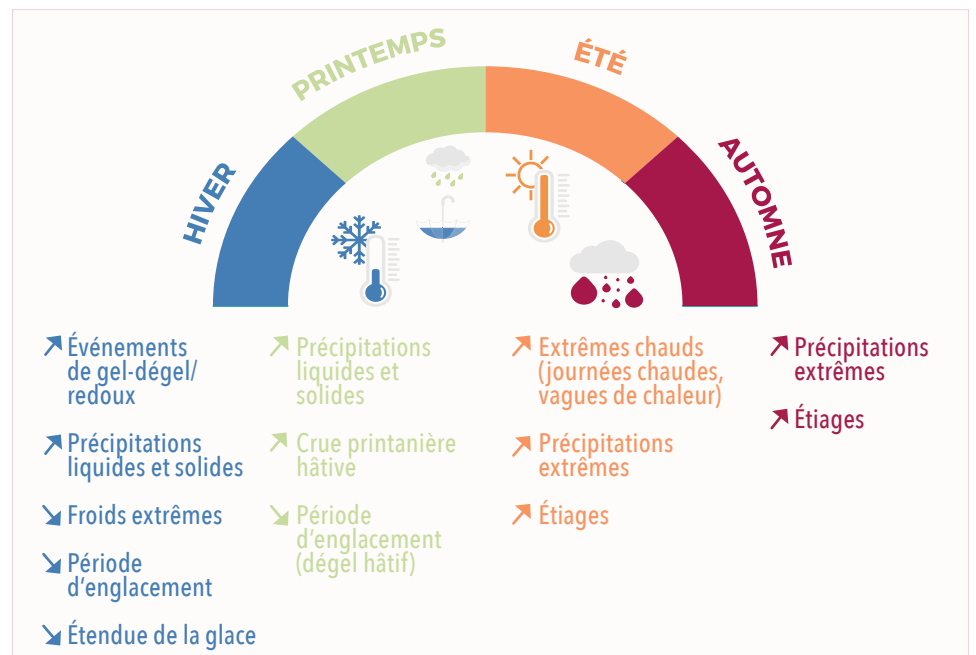 HIVER
PRINTEMPS
ÉTÉ
AUTOMNE
Événements
de gel-dégel/
redoux
Précipitations
liquides et solides
Froids extrêmes
Période
d'englacement
Étendue de la glace
Précipitations
liquides et
solides
Crue printanière
hâtive
Période
d'englacement
(dégel hâtif)
Extrêmes chauds
(journées chaudes,
vagues de chaleur)
Précipitations
extrêmes
Étiages
Précipitations
extrêmes
Étiages